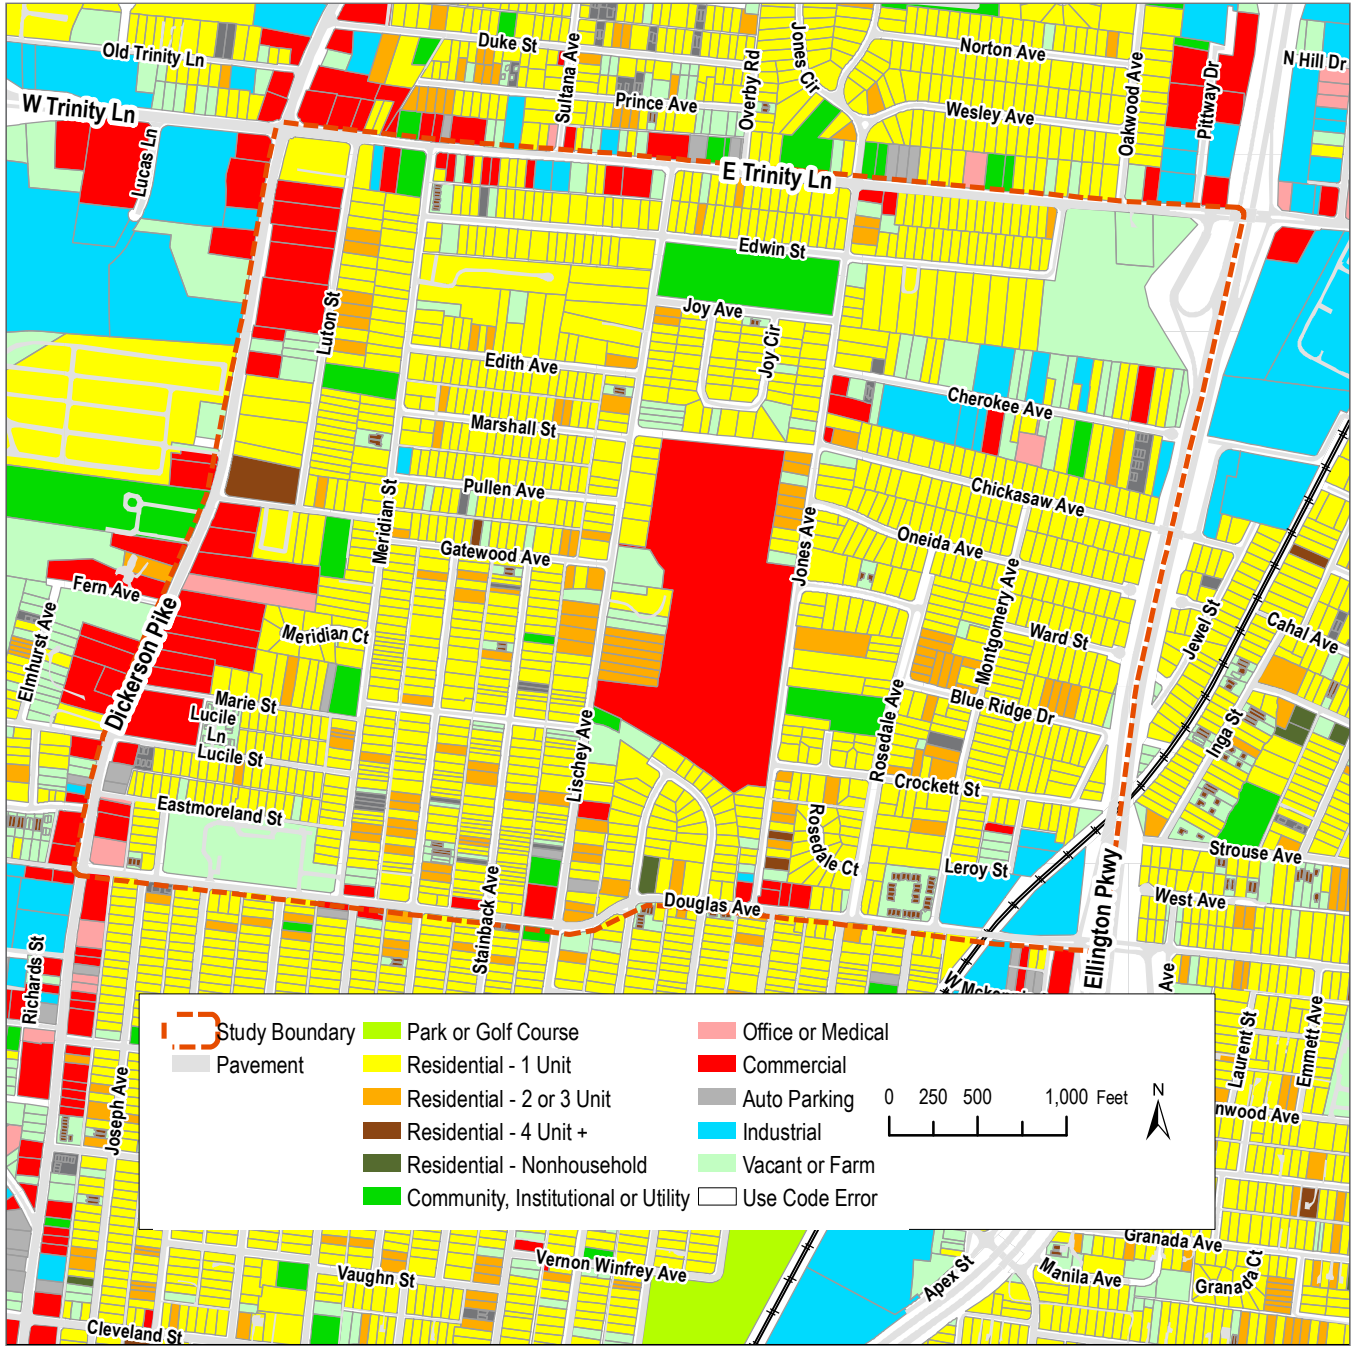 Old Trinity Ln
Duke St
Sultana Ave
Overby Rd
Jones Cir
Norton Ave
Oakwood Ave
Pittway Dr
N Hill Dr
W Trinity Ln
Lucas Ln
Prince Ave
Wesley Ave
E Trinity Ln
Edwin St
Luton St
Joy Ave
Joy Cir
Edith Ave
Cherokee Ave
Marshall St
Meridian St
Pullen Ave
Chickasaw Ave
Gatewood Ave
Jones Ave
Oneida Ave
Fern Ave
Elmhurst Ave
Dickerson Pike
Meridian Ct
Montgomery Ave
Ward St
Jewel St
Cahal Ave
Marie St
Lucile
Ln
Lucile St
Lischey Ave
Rosedale Ave
Blue Ridge Dr
Inga St
Crockett St
Eastmoreland St
Rosedale Ct
Leroy St
Strouse Ave
Stainback Ave
Douglas Ave
Ellington Pkwy
West Ave
Richards St
Ave
Study Boundary
Pavement
Park or Golf Course
Residential - 1 Unit
Residential - 2 or 3 Unit
Residential - 4 Unit +
Residential - Nonhousehold
Community, Institutional or Utility
Office or Medical
Commercial
Auto Parking
Industrial
Vacant or Farm
Use Code Error
0 250 500 1,000 Feet
N
Joseph Ave
Laurent St
Emmett Ave
nwood Ave
Vaughn St
Vernon Winfrey Ave
Apex St
Manila Ave
Granada Ave
Granada Ct
Cleveland St